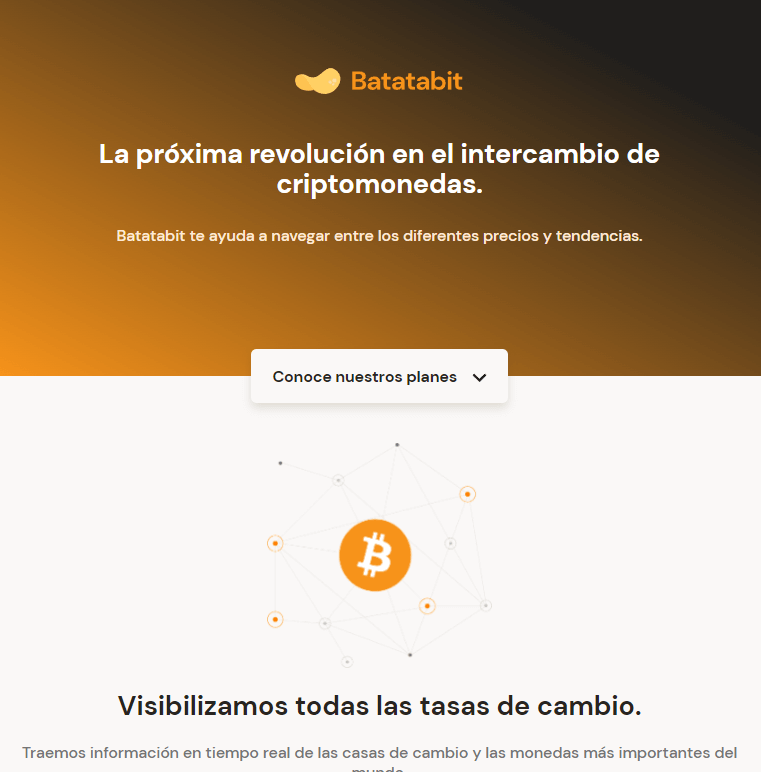 Batatabit
La próxima revolución en el intercambio de
criptomonedas.
Batatabit te ayuda a navegar entre los diferentes precios y tendencias.
Conoce nuestros planes
Visibilizamos todas las tasas de cambio.
Traemos información en tiempo real de las casas de cambio y las monedas más importantes del
mundo.